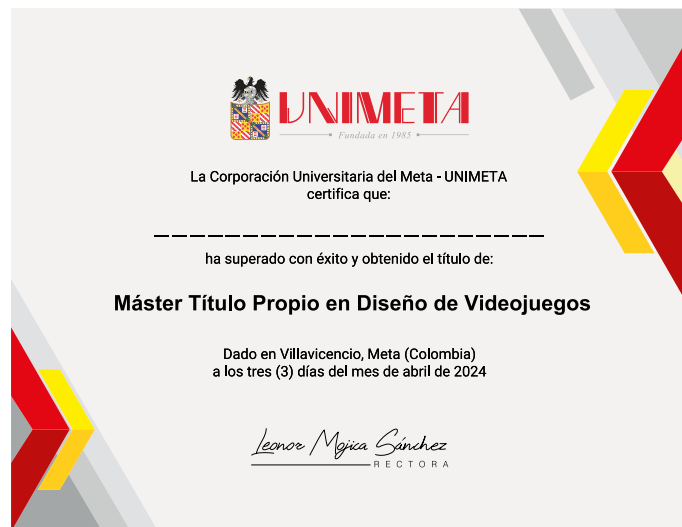 UNIMETA
Fundada en 1985
La Corporación Universitaria del Meta - UNIMETA
certifica que:
ha superado con éxito y obtenido el título de:
Máster Título Propio en Diseño de Videojuegos
Dado en Villavicencio, Meta (Colombia)
a los tres (3) días del mes de abril de 2024
Leonor Mojica Sánchez
RECTORA